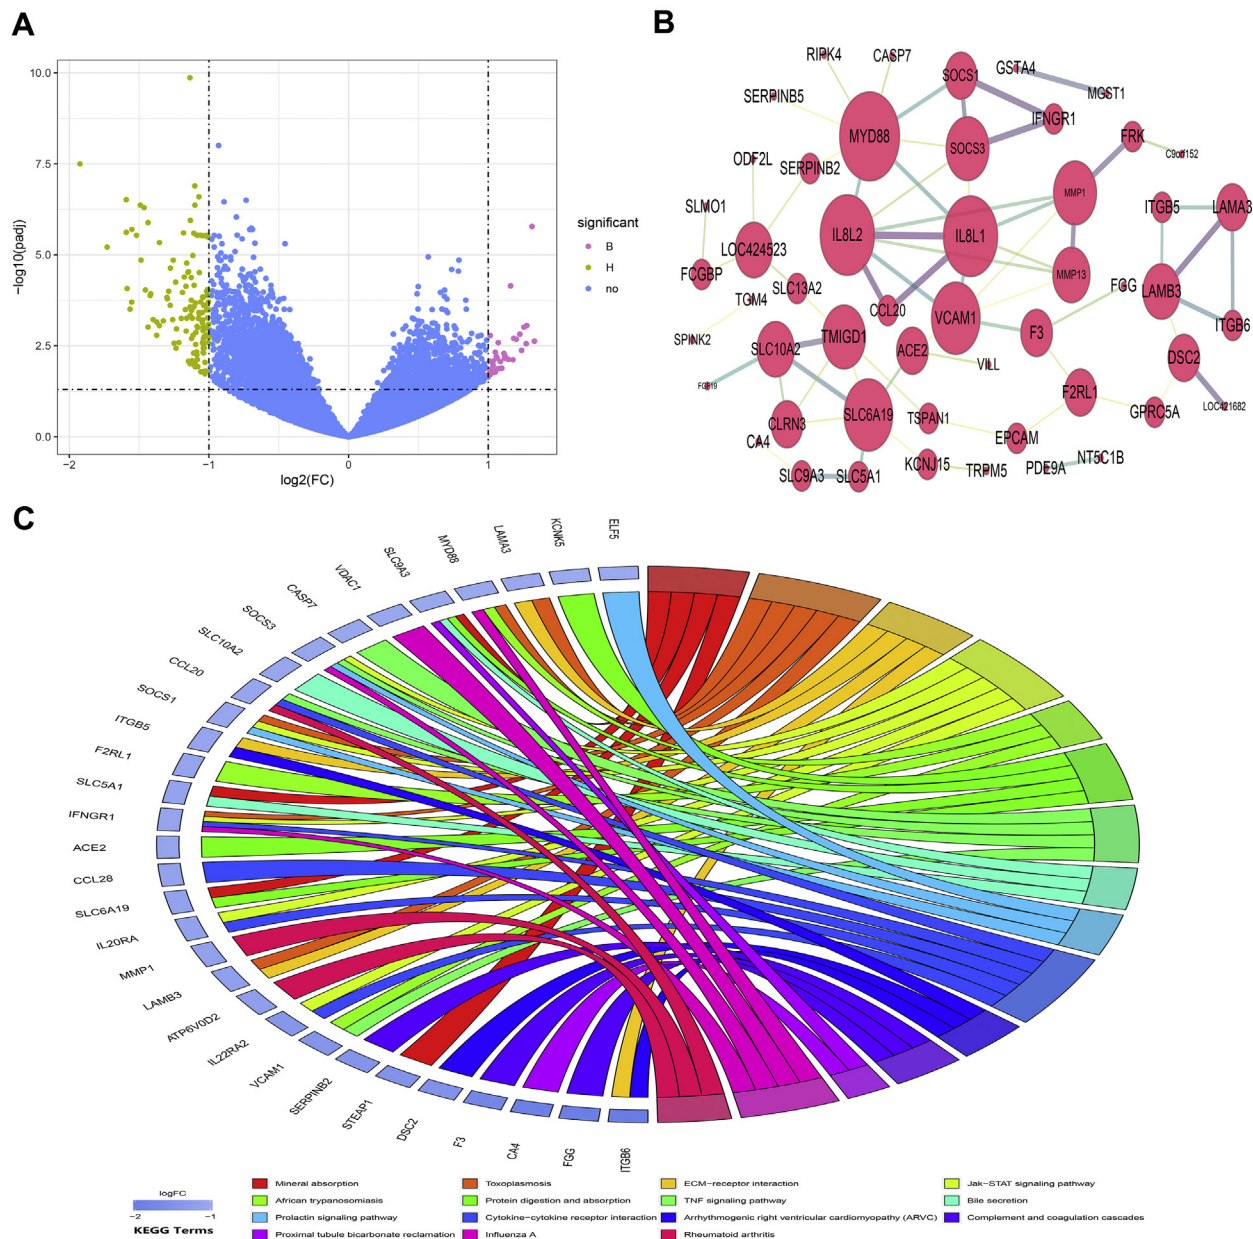 A
10.0
7.5
5.0
2.5
0.0
−2
−1
0
1
−log10(padj)
log2(FC)
significant
B
H
no
B
RIPK4
CASP7
SOCS1
GSTA4
MGST1
SERPINB5
IFNGR1
MYD88
SOCS3
FRK
C9orf152
ODF2L
SERPINB2
MMP1
ITGB5
LAMA3
SLMO1
IL8L2
IL8L1
LOC424523
FCGBP
SLC13A2
MMP13
FGG
LAMB3
TGM4
CCL20
VCAM1
ITGB6
SPINK2
SLC10A2
TMIGD1
ACE2
F3
VILL
DSC2
FGF19
F2RL1
LOC421682
CLRN3
SLC6A19
TSPAN1
GPRC5A
CA4
EPCAM
SLC9A3
SLC5A1
KCNJ15
TRPM5
PDE9A
NT5C1B
C
ELF5
KCNK5
LAMA3
MYD88
SLC9A3
VDAC1
CASP7
SOCS3
SLC10A2
CCL20
SOCS1
ITGB5
F2RL1
SLC5A1
IFNGR1
ACE2
CCL28
SLC6A19
IL20RA
MMP1
LAMB3
ATP6V0D2
IL22RA2
VCAM1
SERPINB2
STEAP1
DSC2
F3
CA4
FGG
ITGB6
logFC
−2
−1
KEGG Terms
Mineral absorption
Toxoplasmosis
ECM−receptor interaction
Jak−STAT signaling pathway
African trypanosomiasis
Protein digestion and absorption
TNF signaling pathway
Bile secretion
Prolactin signaling pathway
Cytokine−cytokine receptor interaction
Arrhythmogenic right ventricular cardiomyopathy (ARVC)
Complement and coagulation cascades
Proximal tubule bicarbonate reclamation
Influenza A
Rheumatoid arthritis